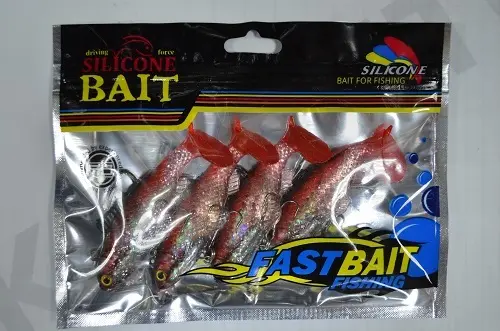 driving force
SILICONE
BAIT
SILICONE
BAIT FOR FISHING
FASTBAIT
FISHING